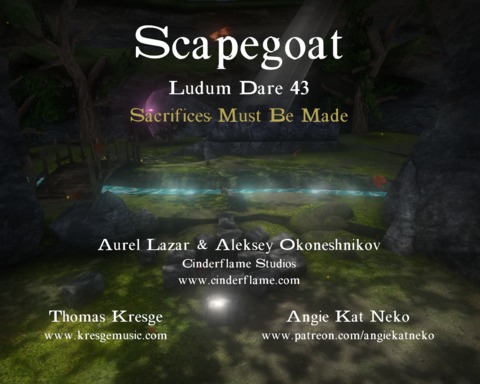 Scapegoat
Ludum Dare 43
Sacrifices Must Be Made
Aurel Lazar & Aleksey Okoneshnikov
Cinderflame Studios
www.cinderflame.com
Thomas Kresge
www.kresgemusic.com
Angie Kat Neko
www.patreon.com/angiekatneko